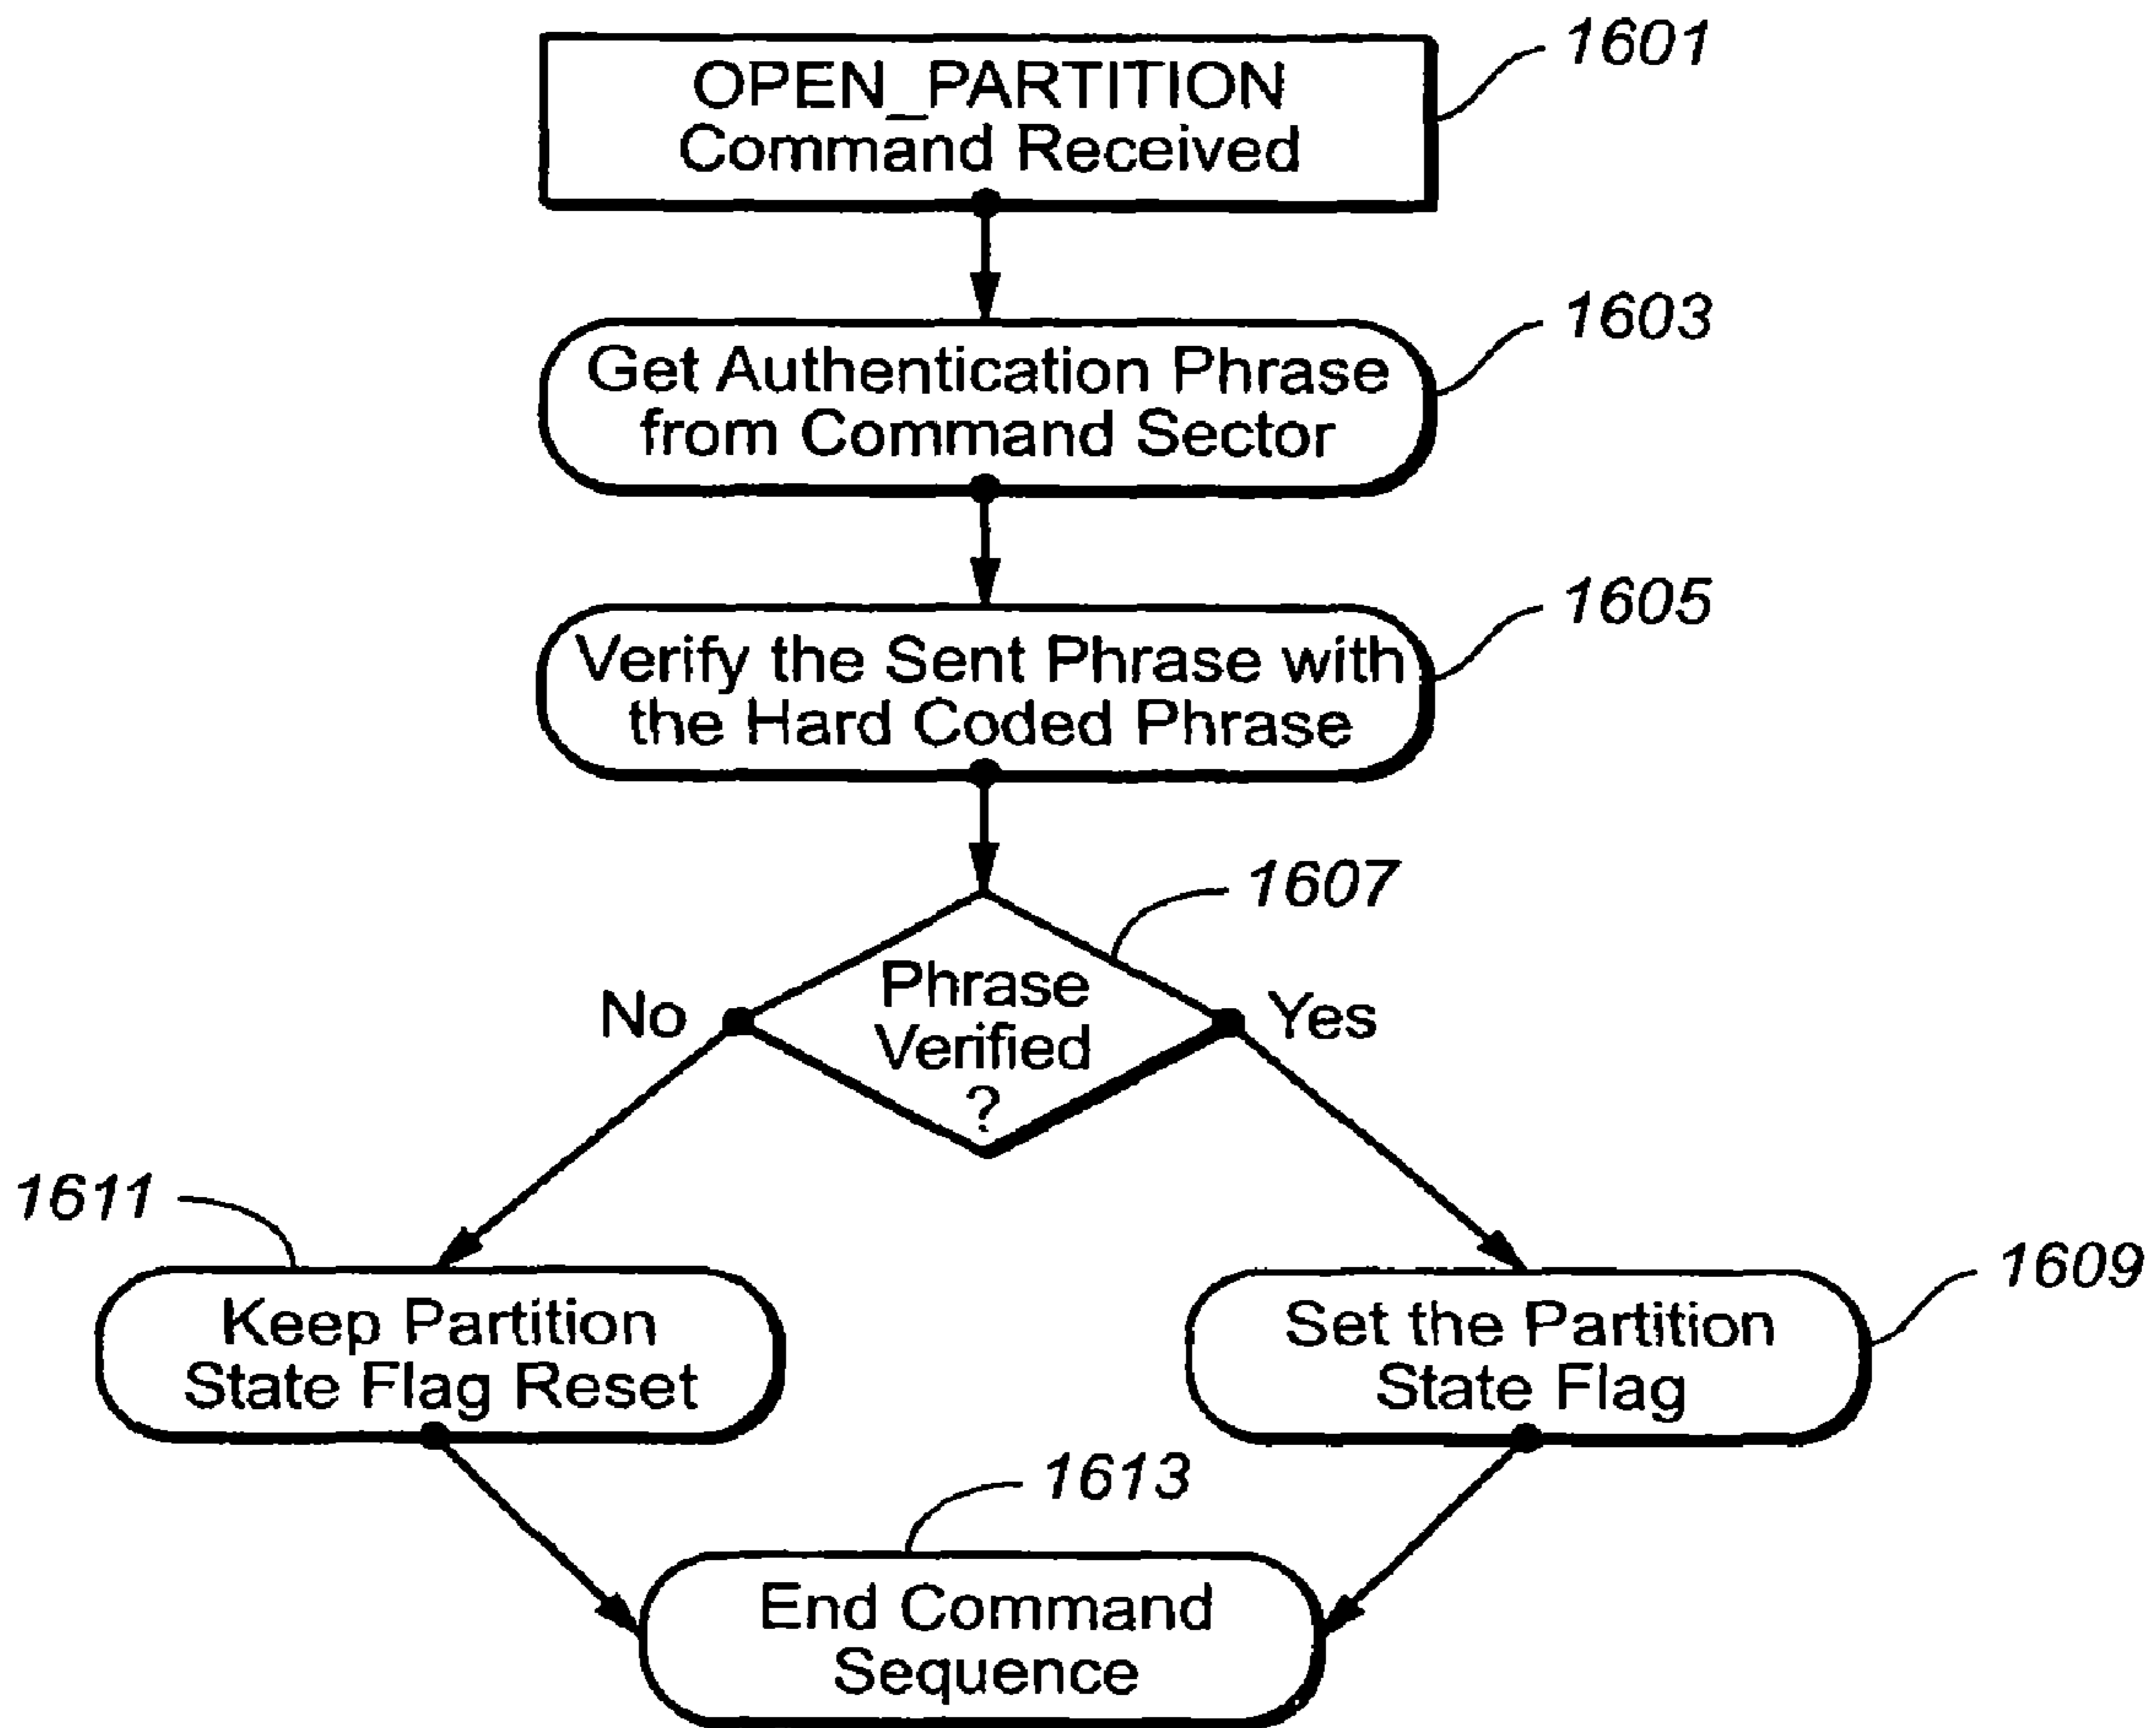 OPEN_PARTITION
Command Received
1601
Get Authentication Phrase
from Command Sector
1603
Verify the Sent Phrase with
the Hard Coded Phrase
1605
1607
Phrase
Verified
?
No
Yes
1611
Keep Partition
State Flag Reset
Set the Partition
State Flag
1609
1613
End Command
Sequence